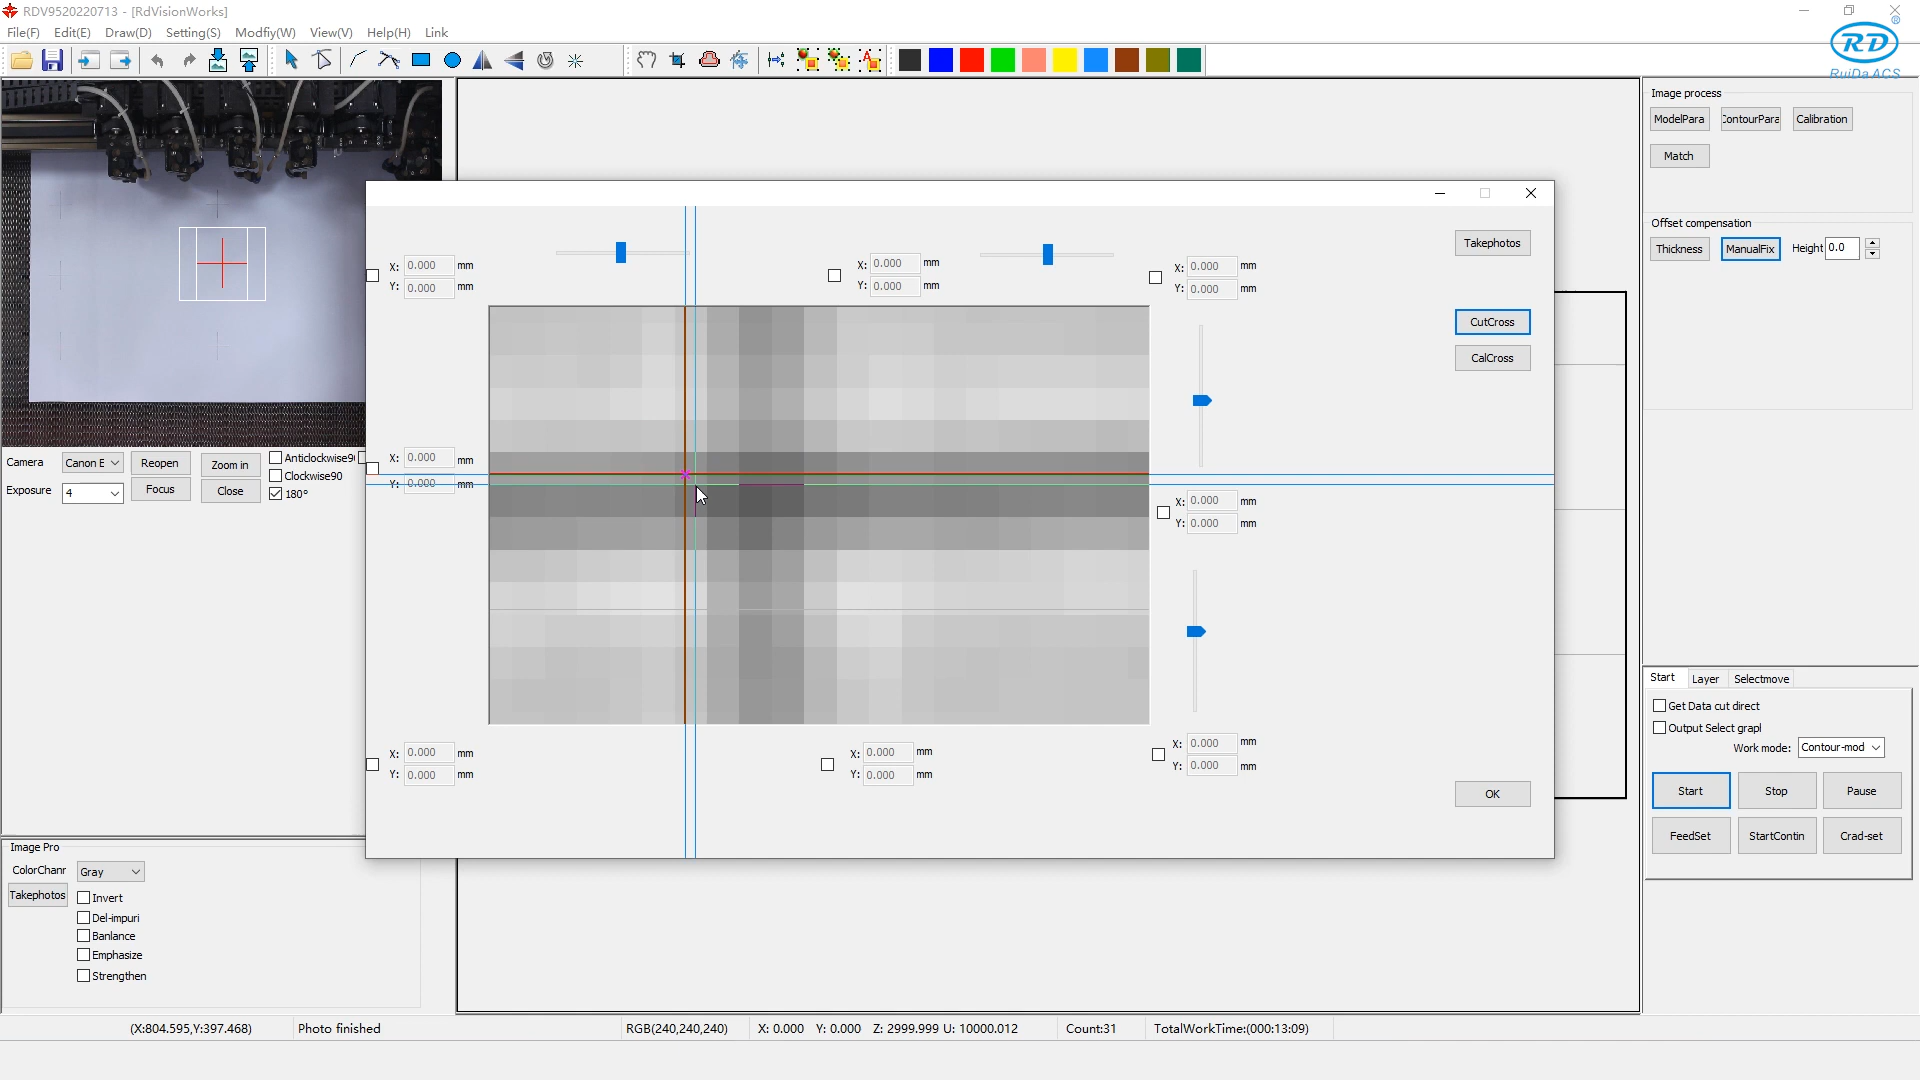 RDV9520220713 - [RdVisionWorks]
File(F) Edit(E) Draw(D) Setting(S) Modfiy(W) View(V) Help(H) Link
RD
®
RuiDa ACS
Image process
ModelPara ContourPara Calibration
Match
Offset compensation
Thickness ManualFix Height 0.0
Takephotos
CutCross
CalCross
OK
X: 0.000 mm
Y: 0.000 mm
X: 0.000 mm
Y: 0.000 mm
X: 0.000 mm
Y: 0.000 mm
X: 0.000 mm
Y: 0.000 mm
X: 0.000 mm
Y: 0.000 mm
X: 0.000 mm
Y: 0.000 mm
X: 0.000 mm
Y: 0.000 mm
X: 0.000 mm
Y: 0.000 mm
Camera Canon E Reopen Zoom in Anticlockwise9
Clockwise90
Exposure 4 Focus Close 180°
Start Layer Selectmove
Get Data cut direct
Output Select grapl
Work mode: Contour-mod
Start Stop Pause
FeedSet StartContin Crad-set
Image Pro
ColorChanr Gray
Takephotos Invert
Del-impuri
Banlance
Emphasize
Strengthen
(X:804.595,Y:397.468) Photo finished RGB(240,240,240) X: 0.000 Y: 0.000 Z: 2999.999 U: 10000.012 Count:31 TotalWorkTime:(000:13:09)